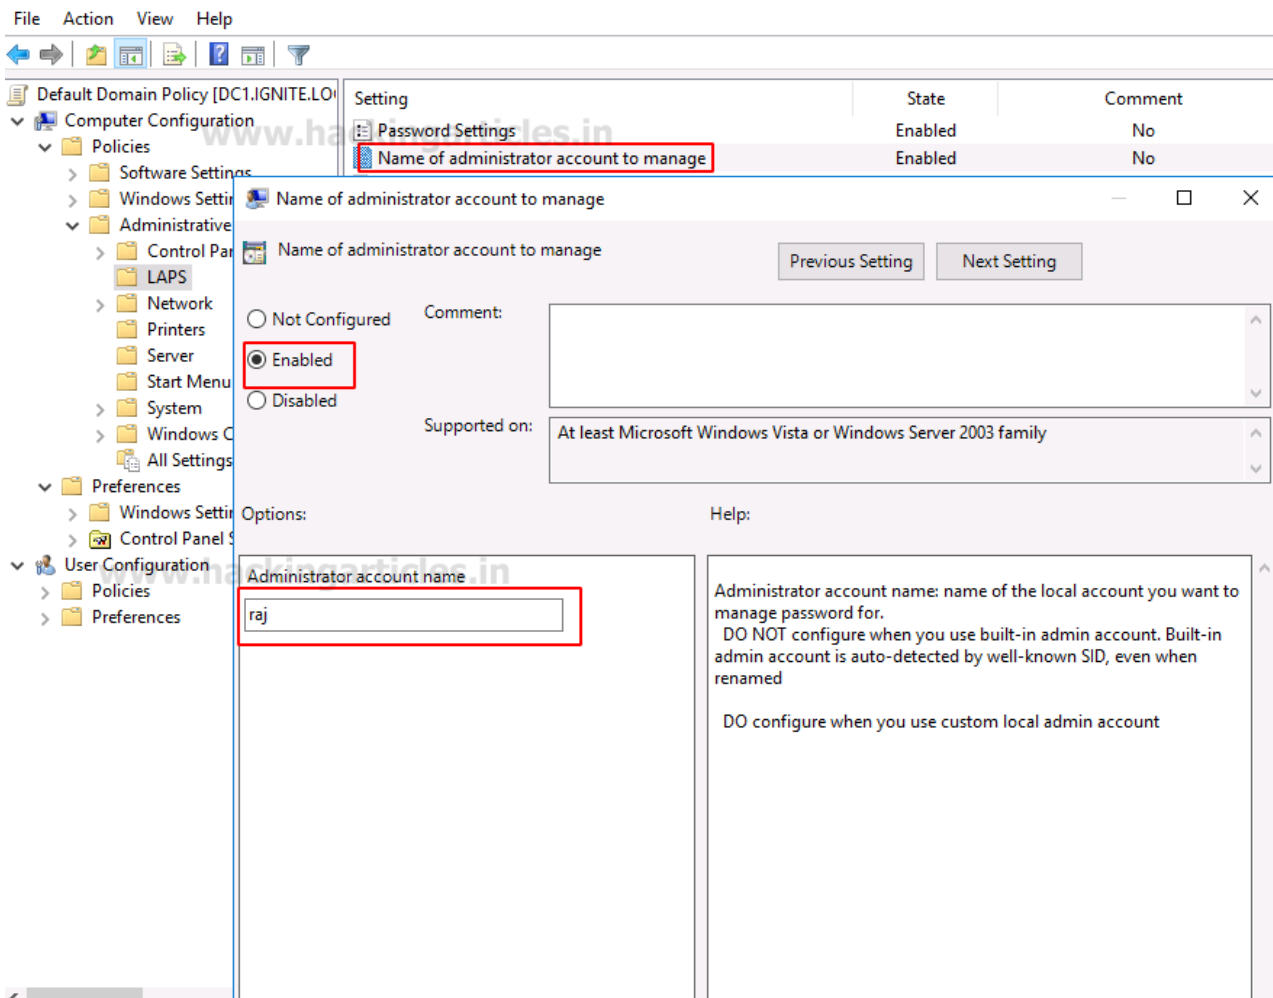 File Action View Help
Default Domain Policy [DC1.IGNITE.LO
Computer Configuration
Policies
Software Settings
Windows Settin
Administrative
Control Par
LAPS
Network
Printers
Server
Start Menu
System
Windows C
All Settings
Preferences
Windows Settin
Control Panel S
User Configuration
Policies
Preferences
Setting State Comment
www.hackingarticles.in
Password Settings Enabled No
Name of administrator account to manage Enabled No
Name of administrator account to manage
Name of administrator account to manage
Previous Setting Next Setting
Not Configured
Enabled
Disabled
Comment:
Supported on:
At least Microsoft Windows Vista or Windows Server 2003 family
Options:
Help:
www.hackingarticles.in
Administrator account name
raj
Administrator account name: name of the local account you want to
manage password for.
DO NOT configure when you use built-in admin account. Built-in
admin account is auto-detected by well-known SID, even when
renamed
DO configure when you use custom local admin account